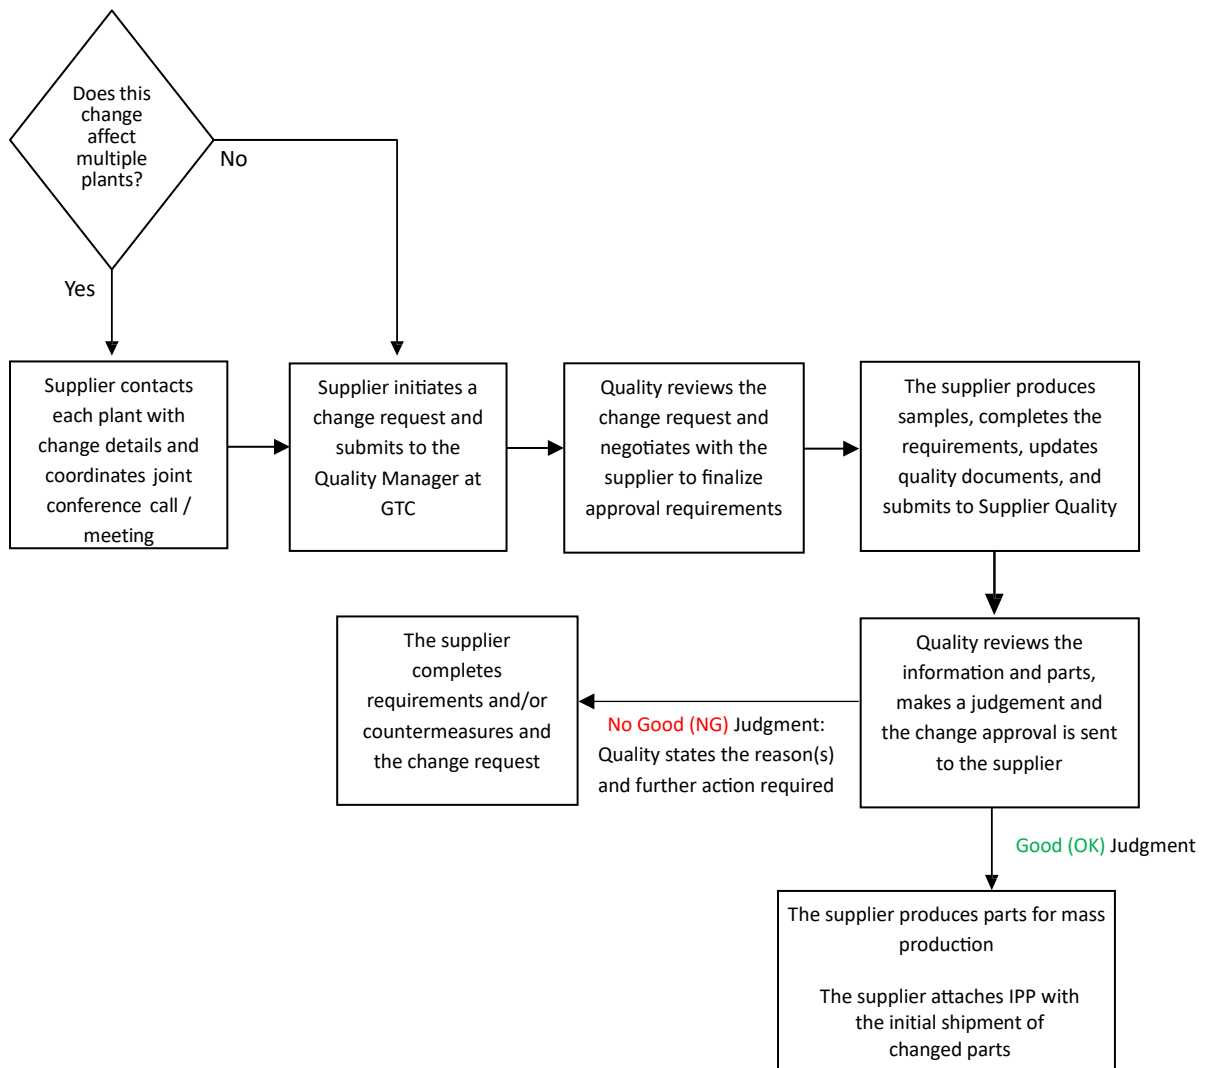 Does this
change
affect
multiple
plants?
No
Yes
Supplier contacts
each plant with
change details and
coordinates joint
conference call /
meeting
Supplier initiates a
change request and
submits to the
Quality Manager at
GTC
Quality reviews the
change request and
negotiates with the
supplier to finalize
approval requirements
The supplier produces
samples, completes the
requirements, updates
quality documents, and
submits to Supplier Quality
The supplier
completes
requirements and/or
countermeasures and
the change request
No Good (NG) Judgment:
Quality states the reason(s)
and further action required
Quality reviews the
information and parts,
makes a judgement and
the change approval is sent
to the supplier
Good (OK) Judgment
The supplier produces parts for mass
production
The supplier attaches IPP with
the initial shipment of
changed parts